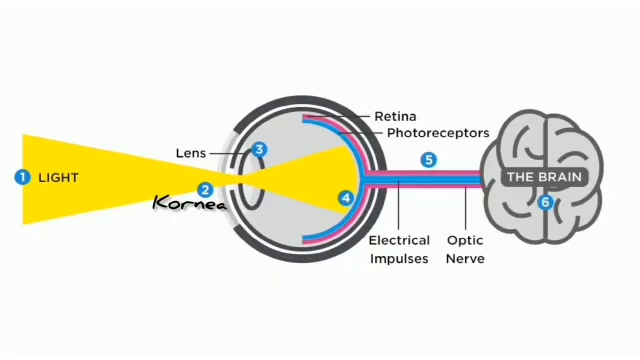 Retina
Photoreceptors
3
Lens
5
1 LIGHT
THE BRAIN
2
4
6
Kornea
Electrical
Impulses
Optic
Nerve